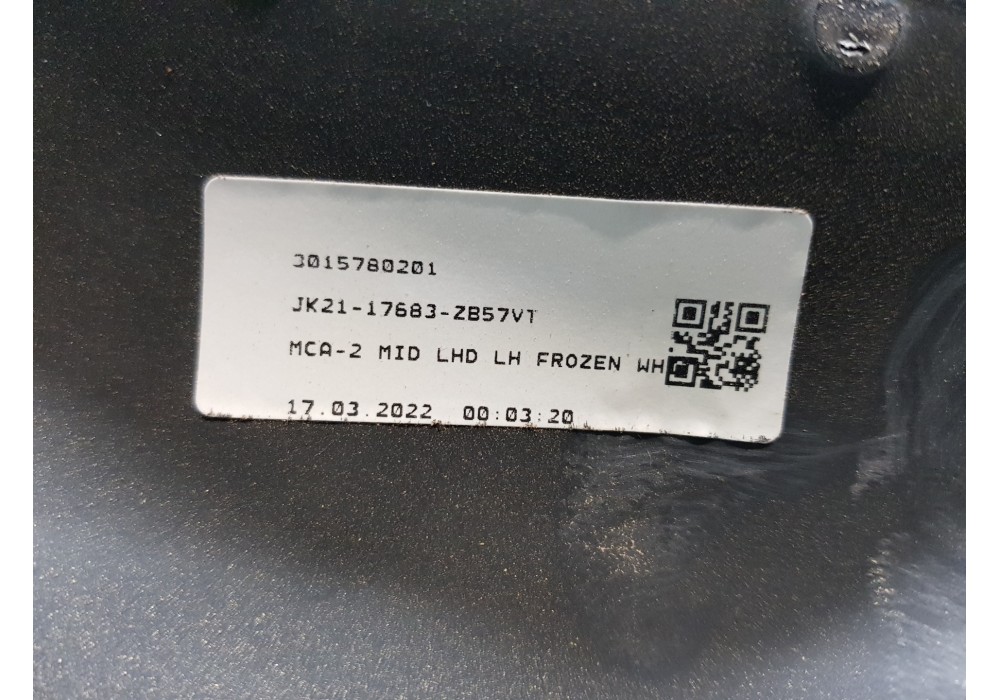 3015780201
JK21-17683-ZB57VT
MCA-2 MID LHD LH FROZEN WH
17.03.2022 00:03:20